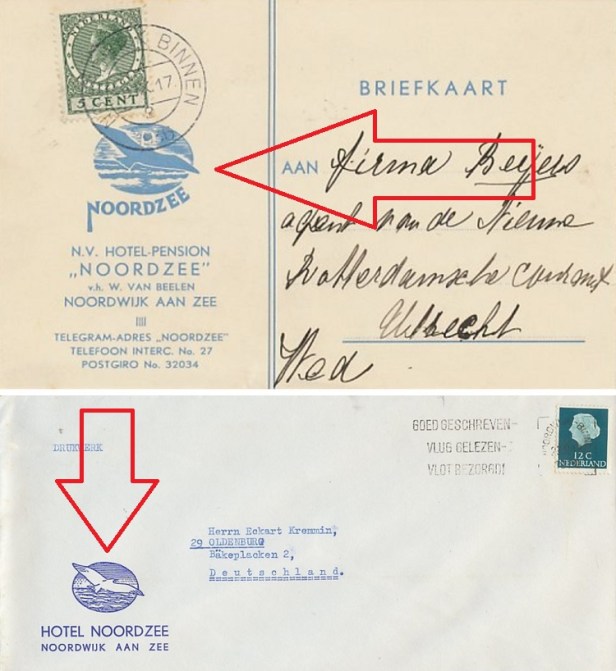 NEDERLAND
5 CENT
BINNEN
17.
NOORDZEE
N.V. HOTEL-PENSION
„NOORDZEE”
v.h. W. VAN BEELEN
NOORDWIJK AAN ZEE
TELEGRAM-ADRES „NOORDZEE”
TELEFOON INTERC. No. 27
POSTGIRO No. 32034
BRIEFKAART
AAN firma Beijers
agent van de Nieuwe
Rotterdamsche courant
Utrecht
DRUKWERK
GOED GESCHREVEN-
VLUG GELEZEN-
VLOT BEZORGD!
12 C
NEDERLAND
Herrn Eckart Kremmin,
29 OLDENBURG
Bäkeplacken 2,
Deutschland.
HOTEL NOORDZEE
NOORDWIJK AAN ZEE